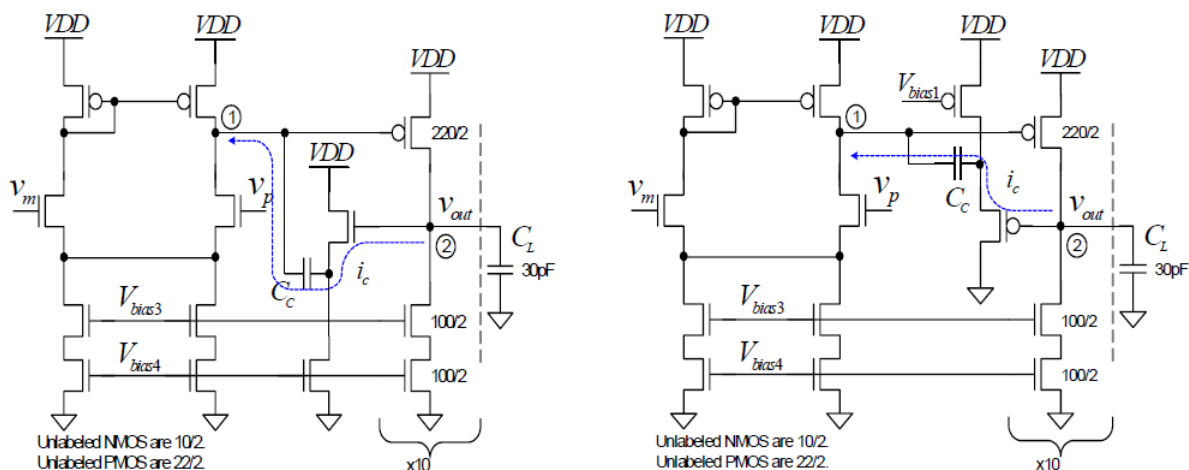 VDD
VDD
VDD
220/2
①
VDD
v_m
v_p
v_out
②
C_L
30pF
C_C
i_c
V_bias3
100/2
V_bias4
100/2
Unlabeled NMOS are 10/2.
Unlabeled PMOS are 22/2.
x10
VDD
VDD
VDD
VDD
V_bias1
①
220/2
v_m
v_p
C_C
i_c
v_out
②
C_L
30pF
V_bias3
100/2
V_bias4
100/2
Unlabeled NMOS are 10/2.
Unlabeled PMOS are 22/2.
x10